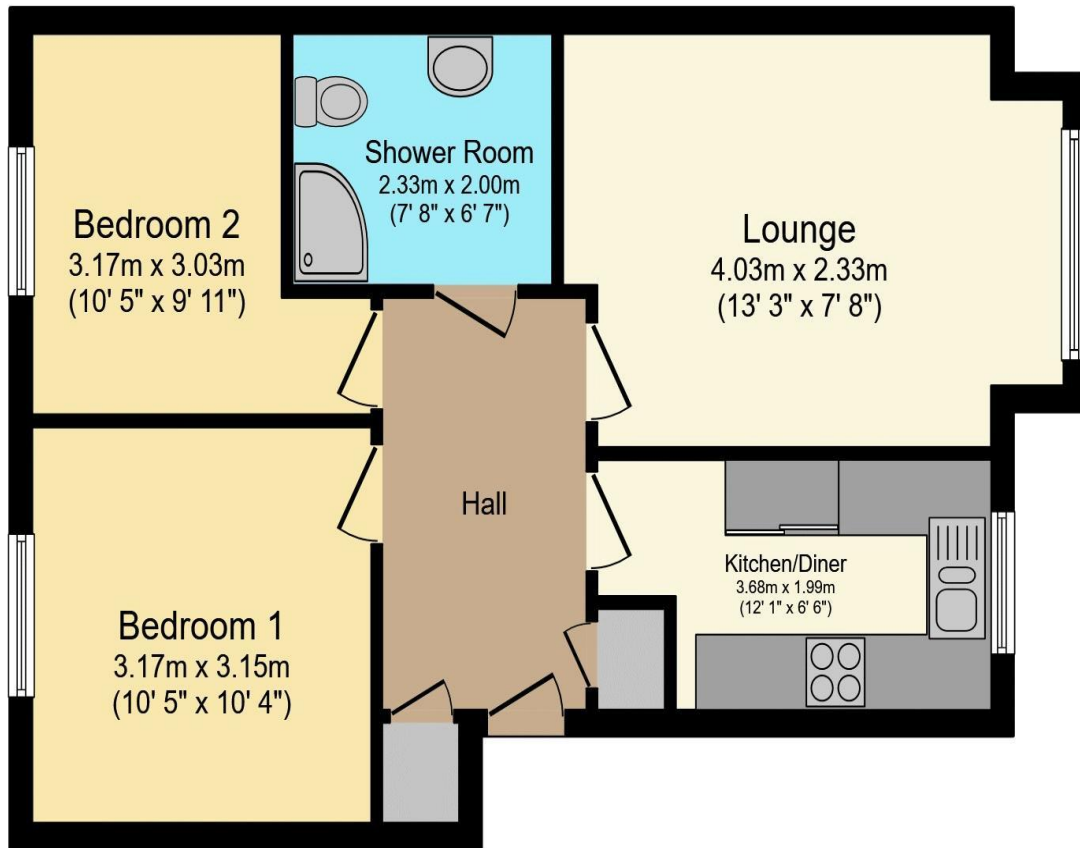 Shower Room
2.33m x 2.00m
(7' 8" x 6' 7")
Bedroom 2
3.17m x 3.03m
(10' 5" x 9' 11")
Lounge
4.03m x 2.33m
(13' 3" x 7' 8")
Hall
Kitchen/Diner
3.68m x 1.99m
(12' 1" x 6' 6")
Bedroom 1
3.17m x 3.15m
(10' 5" x 10' 4")